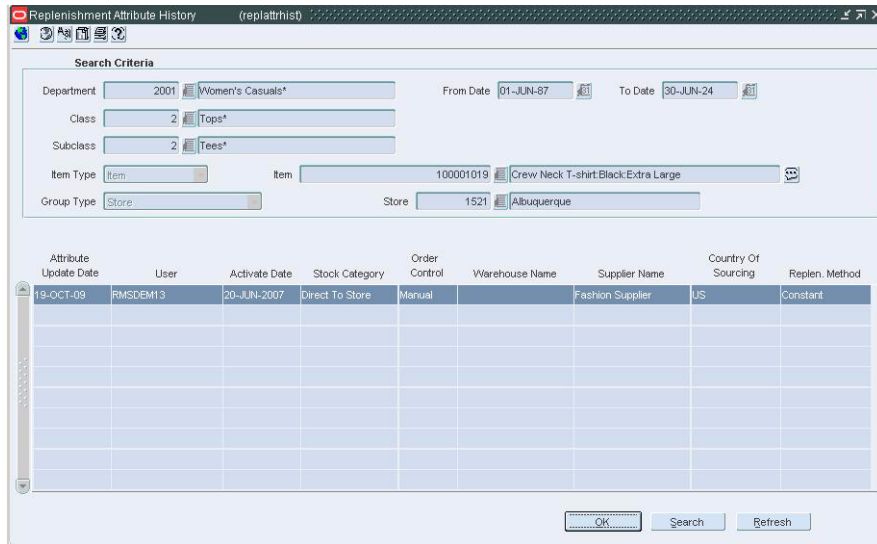 Replenishment Attribute History (replattrhist)
Search Criteria
Department 2001 Women's Casuals* From Date 01-JUN-87 To Date 30-JUN-24
Class 2 Tops*
Subclass 2 Tees*
Item Type Item Item 100001019 Crew Neck T-shirt:Black:Extra Large
Group Type Store Store 1521 Albuquerque
Attribute Update Date User Activate Date Stock Category Order Control Warehouse Name Supplier Name Country Of Sourcing Replen. Method
19-OCT-09 RMSDEM13 20-JUN-2007 Direct To Store Manual Fashion Supplier US Constant
OK Search Refresh